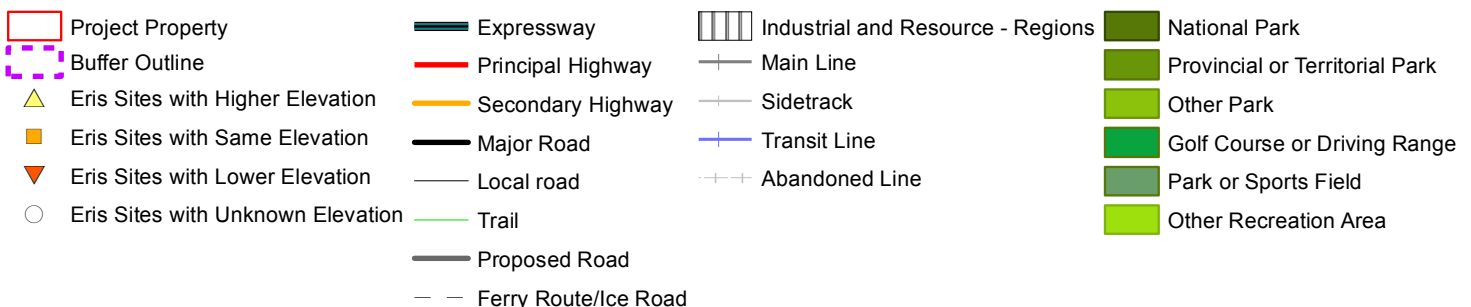 Project Property
Buffer Outline
Eris Sites with Higher Elevation
Eris Sites with Same Elevation
Eris Sites with Lower Elevation
Eris Sites with Unknown Elevation
Expressway
Principal Highway
Secondary Highway
Major Road
Local road
Trail
Proposed Road
Ferry Route/Ice Road
Industrial and Resource - Regions
Main Line
Sidetrack
Transit Line
Abandoned Line
National Park
Provincial or Territorial Park
Other Park
Golf Course or Driving Range
Park or Sports Field
Other Recreation Area